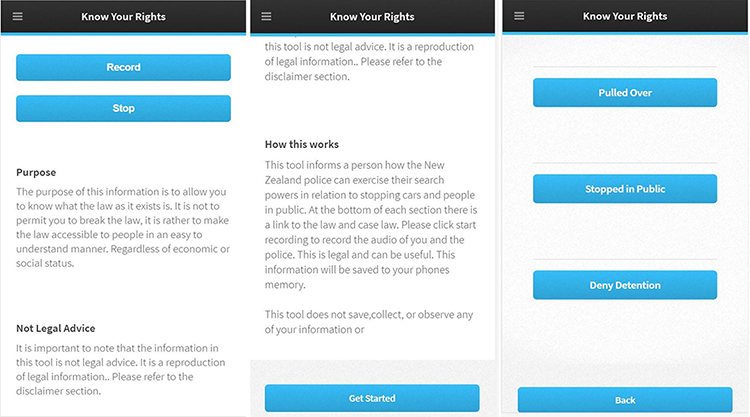 Know Your Rights
Record
Stop
Purpose
The purpose of this information is to allow you
to know what the law as it exists is. It is not to
permit you to break the law, it is rather to make
the law accessible to people in an easy to
understand manner. Regardless of economic or
social status.
Not Legal Advice
It is important to note that the information in
this tool is not legal advice. It is a reproduction
of legal information.. Please refer to the
disclaimer section.
Know Your Rights
this tool is not legal advice. It is a reproduction
of legal information.. Please refer to the
disclaimer section.
How this works
This tool informs a person how the New
Zealand police can exercise their search
powers in relation to stopping cars and people
in public. At the bottom of each section there is
a link to the law and case law. Please click start
recording to record the audio of you and the
police. This is legal and can be useful. This
information will be saved to your phones
memory.
This tool does not save,collect, or observe any
of your information or
Get Started
Know Your Rights
Pulled Over
Stopped in Public
Deny Detention
Back